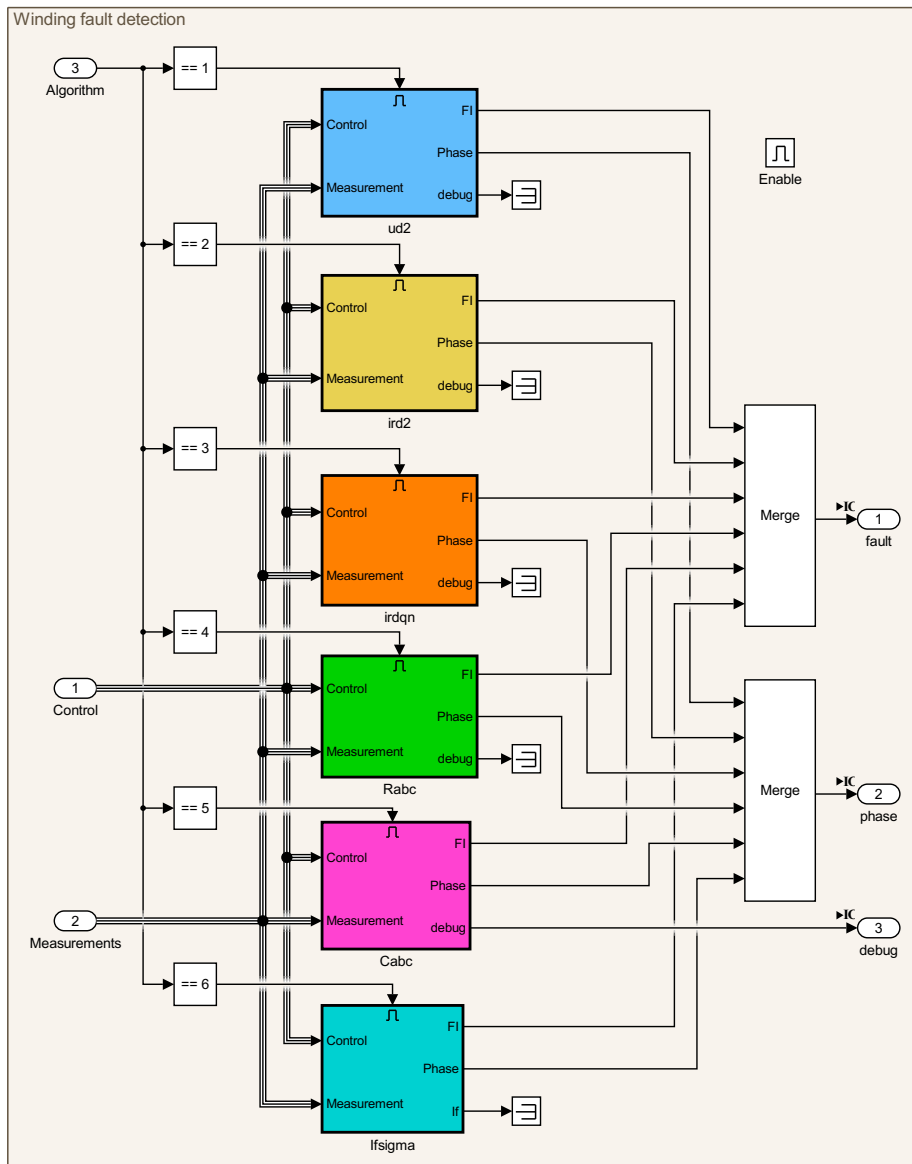 Winding fault detection
3
Algorithm
== 1
Control
Measurement
FI
Phase
debug
ud2
Enable
== 2
Control
Measurement
FI
Phase
debug
ird2
== 3
Control
Measurement
FI
Phase
debug
irdqn
Merge
IC
1
fault
== 4
1
Control
Control
Measurement
FI
Phase
debug
Rabc
Merge
IC
2
phase
== 5
2
Measurements
Control
Measurement
FI
Phase
debug
Cabc
IC
3
debug
== 6
Control
Measurement
FI
Phase
If
Ifsigma